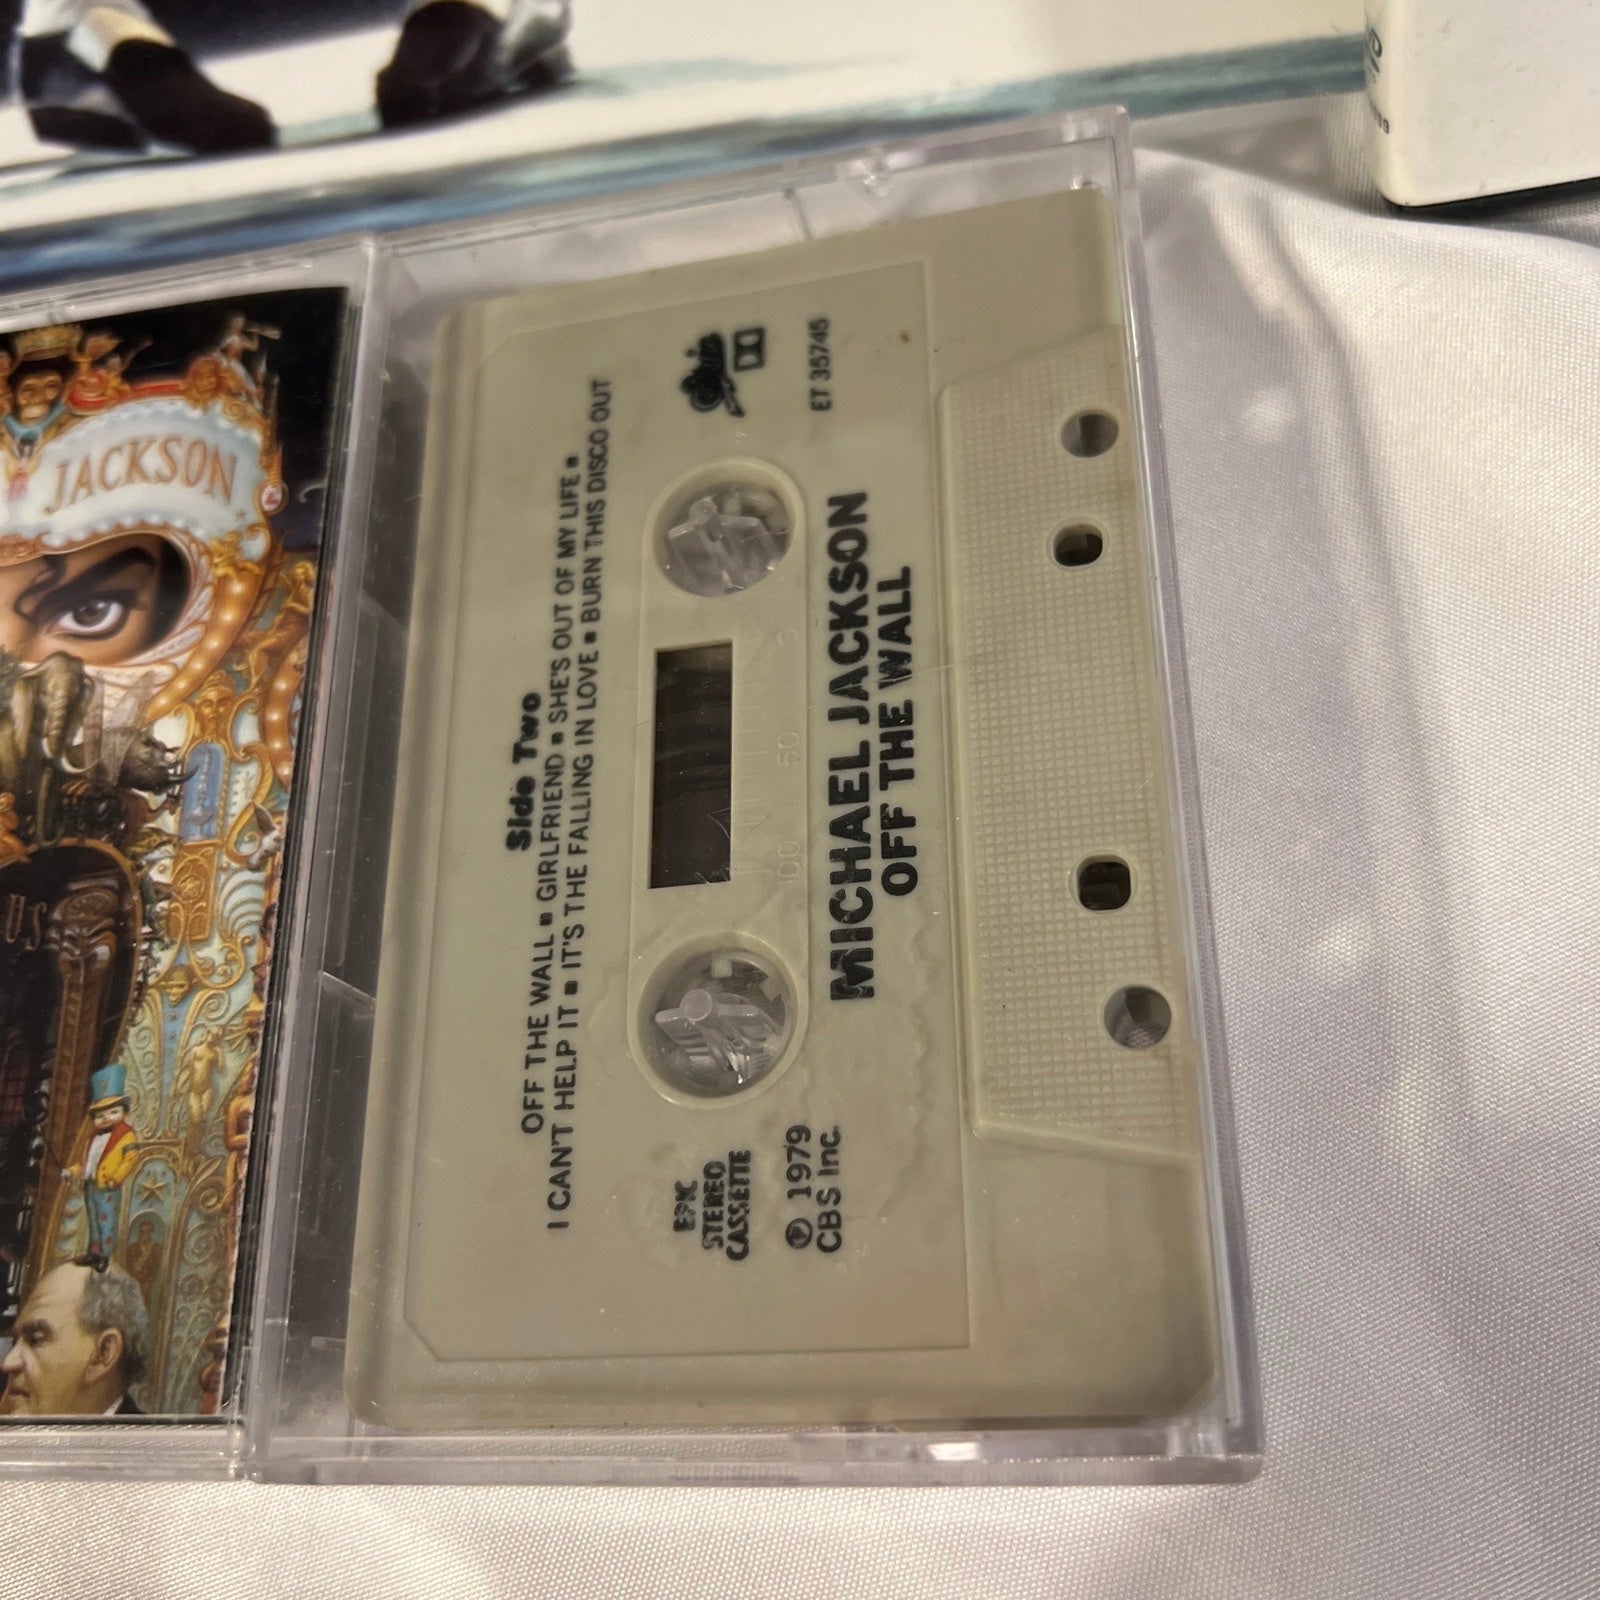 Side Two
OFF THE WALL ■ GIRLFRIEND ■ SHE'S OUT OF MY LIFE ■
I CAN'T HELP IT ■ IT'S THE FALLING IN LOVE ■ BURN THIS DISCO OUT
EPIC
STEREO
CASSETTE
Epic
℗ 1979
CBS Inc.
ET 35745
100 50
MICHAEL JACKSON
OFF THE WALL
JACKSON